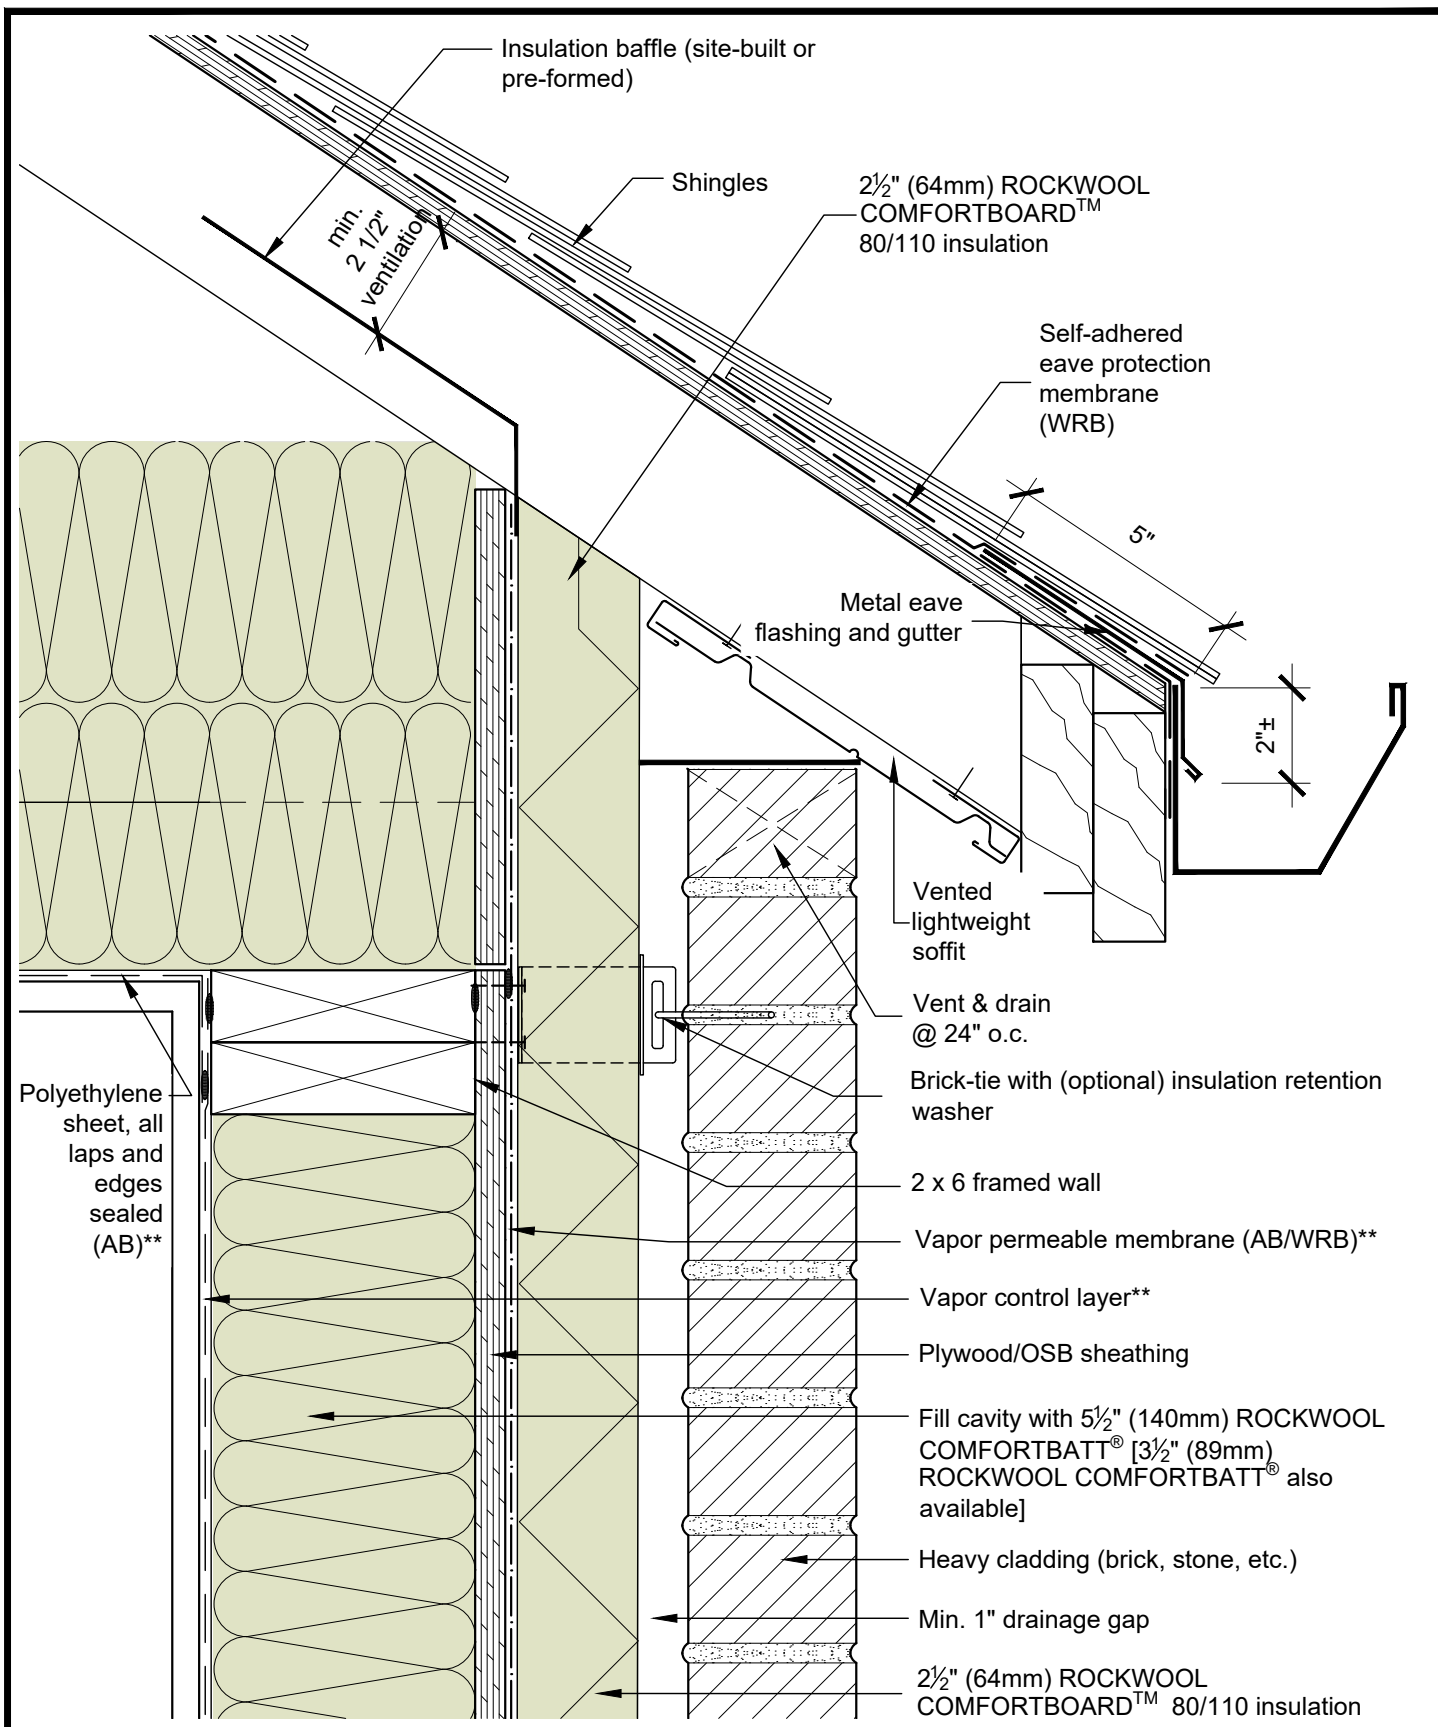 Insulation baffle (site-built or
pre-formed)
Shingles
2½" (64mm) ROCKWOOL
COMFORTBOARD™
80/110 insulation
min.
2 1/2"
ventilation
Self-adhered
eave protection
membrane
(WRB)
5"
Metal eave
flashing and gutter
2"±
Vented
lightweight
soffit
Vent & drain
@ 24" o.c.
Polyethylene
sheet, all
laps and
edges
sealed
(AB)**
Brick-tie with (optional) insulation retention
washer
2 x 6 framed wall
Vapor permeable membrane (AB/WRB)**
Vapor control layer**
Plywood/OSB sheathing
Fill cavity with 5½" (140mm) ROCKWOOL
COMFORTBATT® [3½" (89mm)
ROCKWOOL COMFORTBATT® also
available]
Heavy cladding (brick, stone, etc.)
Min. 1" drainage gap
2½" (64mm) ROCKWOOL
COMFORTBOARD™ 80/110 insulation